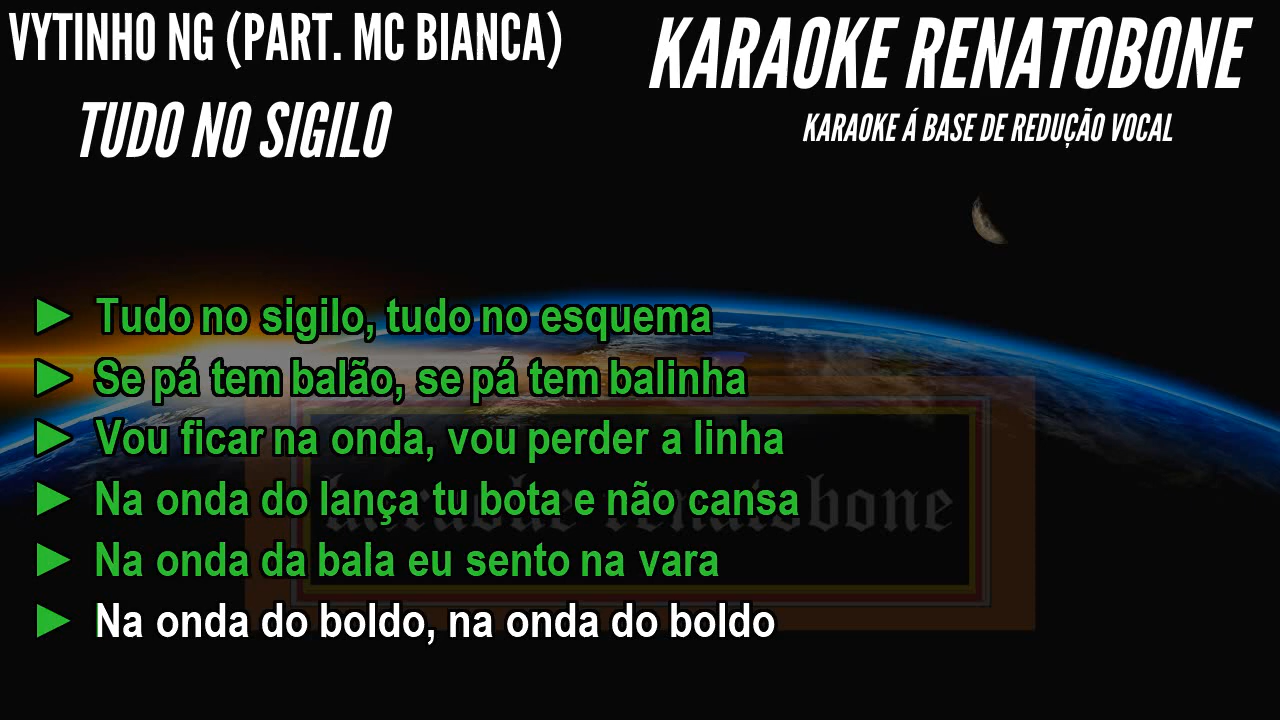 VYTINHO NG (PART. MC BIANCA)
TUDO NO SIGILO
KARAOKE RENATOBONE
KARAOKE Á BASE DE REDUÇÃO VOCAL
Tudo no sigilo, tudo no esquema
Se pá tem balão, se pá tem balinha
Vou ficar na onda, vou perder a linha
Na onda do lança tu bota e não cansa
Na onda da bala eu sento na vara
Na onda do boldo, na onda do boldo
karaoke renatobone